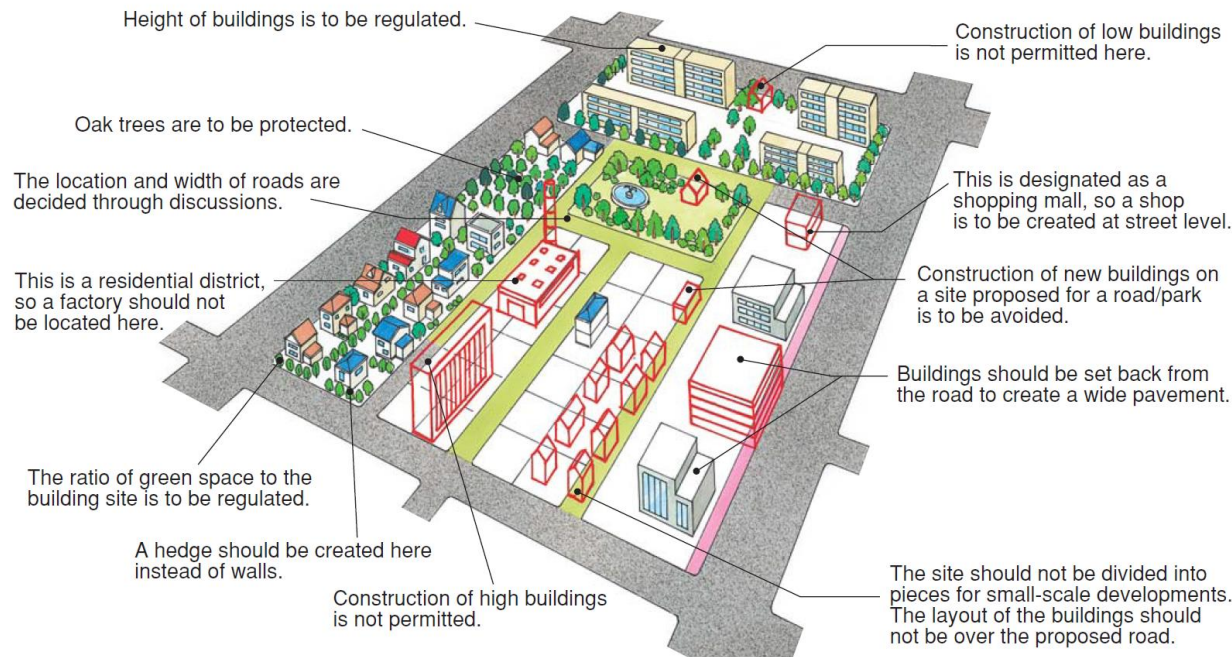 Height of buildings is to be regulated.
Construction of low buildings
is not permitted here.
Oak trees are to be protected.
The location and width of roads are
decided through discussions.
This is designated as a
shopping mall, so a shop
is to be created at street level.
This is a residential district,
so a factory should not
be located here.
Construction of new buildings on
a site proposed for a road/park
is to be avoided.
Buildings should be set back from
the road to create a wide pavement.
The ratio of green space to the
building site is to be regulated.
A hedge should be created here
instead of walls.
Construction of high buildings
is not permitted.
The site should not be divided into
pieces for small-scale developments.
The layout of the buildings should
not be over the proposed road.